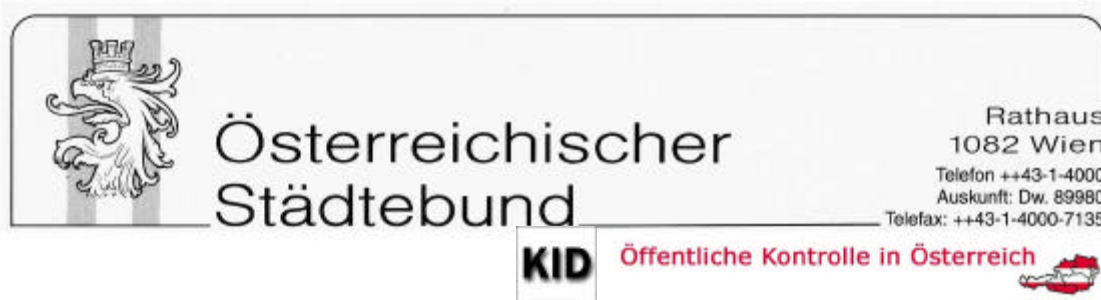 Österreichischer
Städtebund
Rathaus
1082 Wien
Telefon ++43-1-4000
Auskunft: Dw. 89980
Telefax: ++43-1-4000-7135
KID
Öffentliche Kontrolle in Österreich